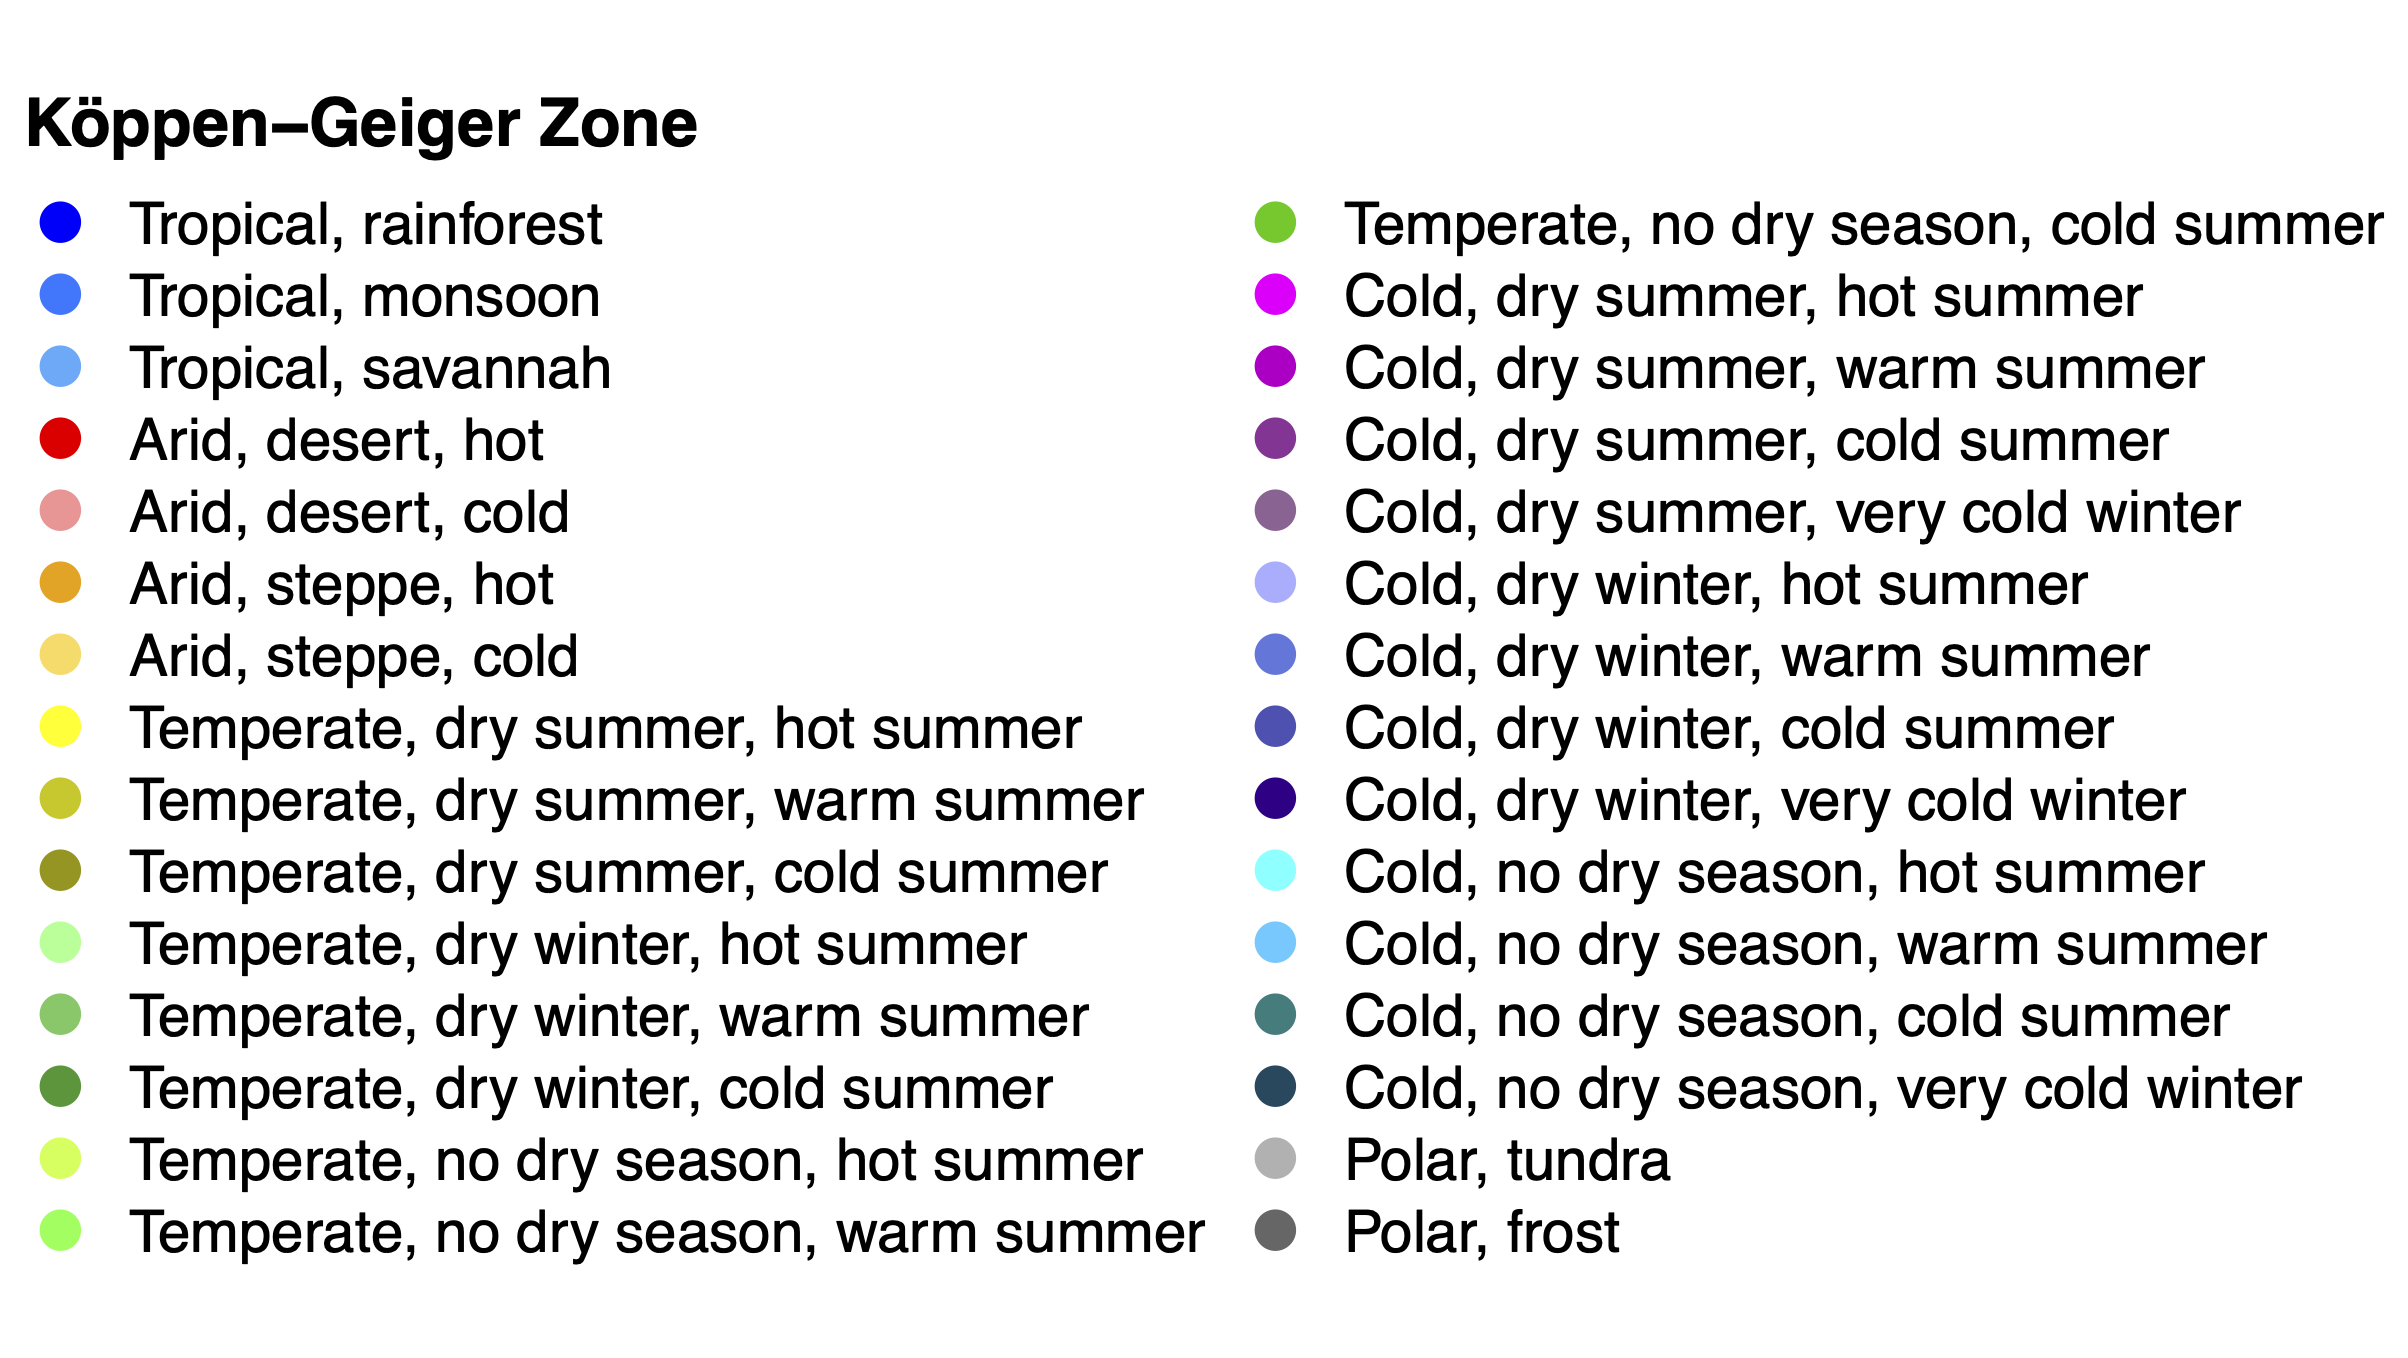 Köppen–Geiger Zone
Tropical, rainforest
Tropical, monsoon
Tropical, savannah
Arid, desert, hot
Arid, desert, cold
Arid, steppe, hot
Arid, steppe, cold
Temperate, dry summer, hot summer
Temperate, dry summer, warm summer
Temperate, dry summer, cold summer
Temperate, dry winter, hot summer
Temperate, dry winter, warm summer
Temperate, dry winter, cold summer
Temperate, no dry season, hot summer
Temperate, no dry season, warm summer
Temperate, no dry season, cold summer
Cold, dry summer, hot summer
Cold, dry summer, warm summer
Cold, dry summer, cold summer
Cold, dry summer, very cold winter
Cold, dry winter, hot summer
Cold, dry winter, warm summer
Cold, dry winter, cold summer
Cold, dry winter, very cold winter
Cold, no dry season, hot summer
Cold, no dry season, warm summer
Cold, no dry season, cold summer
Cold, no dry season, very cold winter
Polar, tundra
Polar, frost